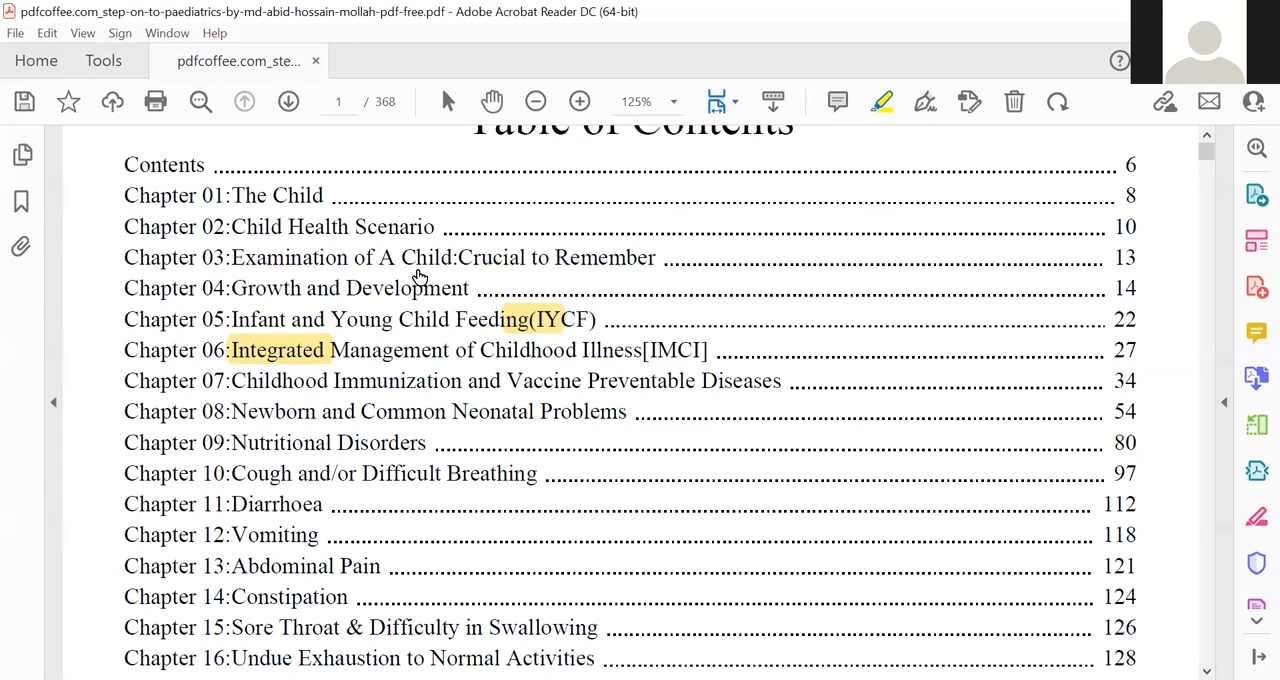 pdfcoffee.com_step-on-to-paediatrics-by-md-abid-hossain-mollah-pdf-free.pdf - Adobe Acrobat Reader DC (64-bit)
File Edit View Sign Window Help
Home Tools pdfcoffee.com_ste... ×
1 / 368 125%
Table of Contents
Contents ........................ 6
Chapter 01:The Child ........................ 8
Chapter 02:Child Health Scenario ........................ 10
Chapter 03:Examination of A Child:Crucial to Remember ........................ 13
Chapter 04:Growth and Development ........................ 14
Chapter 05:Infant and Young Child Feeding(IYCF) ........................ 22
Chapter 06:Integrated Management of Childhood Illness[IMCI] ........................ 27
Chapter 07:Childhood Immunization and Vaccine Preventable Diseases ........................ 34
Chapter 08:Newborn and Common Neonatal Problems ........................ 54
Chapter 09:Nutritional Disorders ........................ 80
Chapter 10:Cough and/or Difficult Breathing ........................ 97
Chapter 11:Diarrhoea ........................ 112
Chapter 12:Vomiting ........................ 118
Chapter 13:Abdominal Pain ........................ 121
Chapter 14:Constipation ........................ 124
Chapter 15:Sore Throat & Difficulty in Swallowing ........................ 126
Chapter 16:Undue Exhaustion to Normal Activities ........................ 128